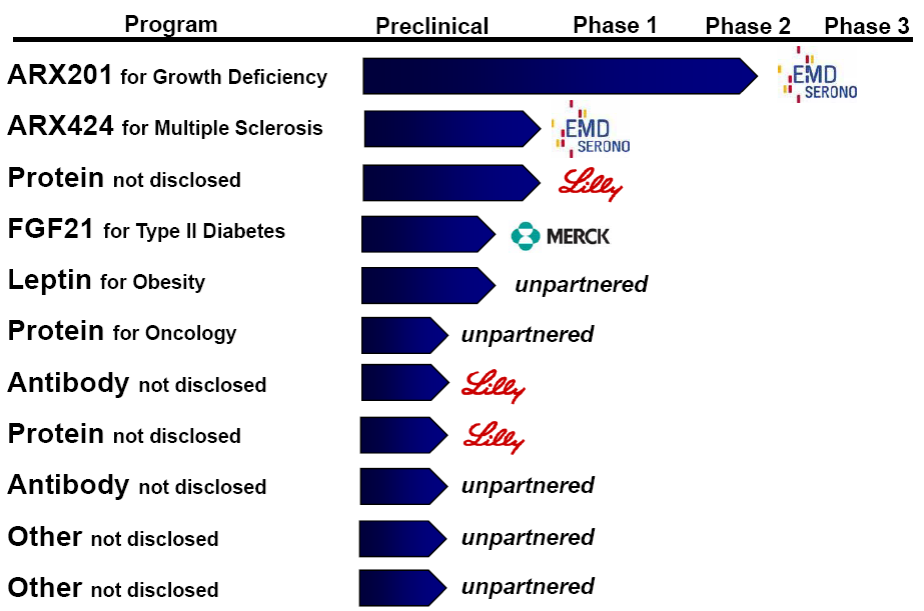 Program Preclinical Phase 1 Phase 2 Phase 3
ARX201 for Growth Deficiency EMD SERONO
ARX424 for Multiple Sclerosis EMD SERONO
Protein not disclosed Lilly
FGF21 for Type II Diabetes MERCK
Leptin for Obesity unpartnered
Protein for Oncology unpartnered
Antibody not disclosed Lilly
Protein not disclosed Lilly
Antibody not disclosed unpartnered
Other not disclosed unpartnered
Other not disclosed unpartnered